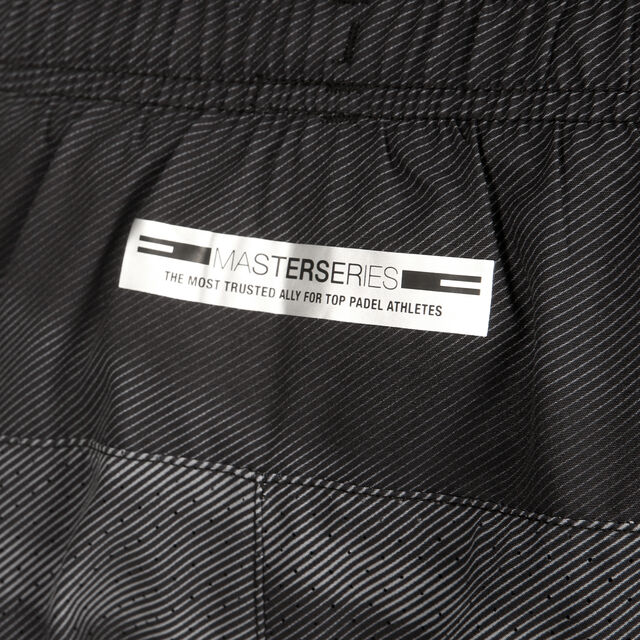 MASTERSERIES
THE MOST TRUSTED ALLY FOR TOP PADEL ATHLETES